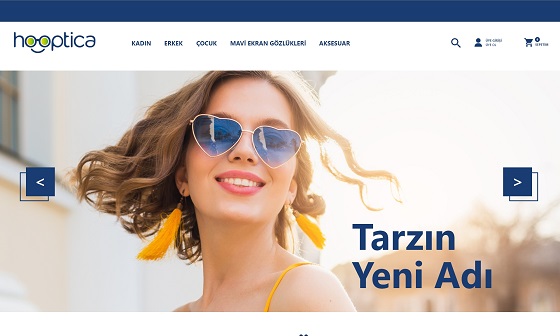 hooptica
KADIN ERKEK ÇOCUK MAVİ EKRAN GÖZLÜKLERİ AKSESUAR
ÜYE GİRİŞİ
ÜYE OL
0
SEPETİM
< >
Tarzın
Yeni Adı